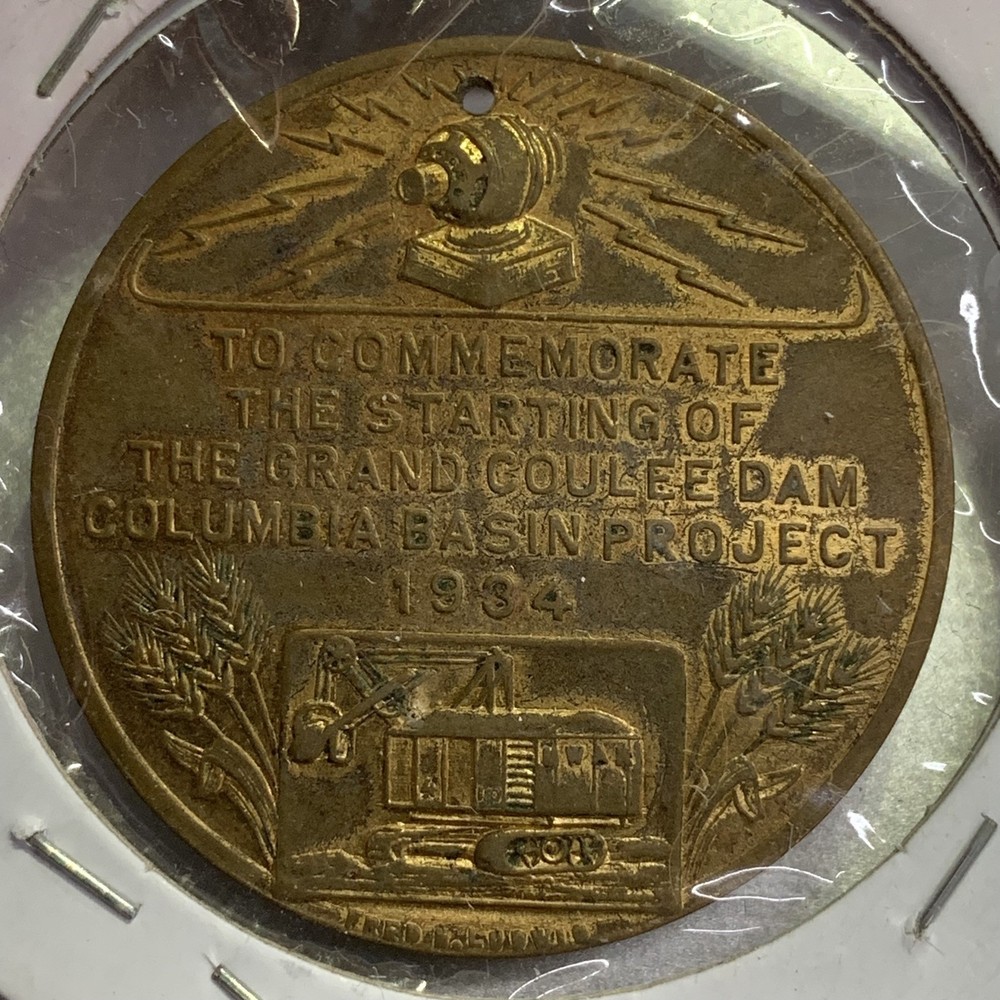 TO COMMEMORATE
THE STARTING OF
THE GRAND COULEE DAM
COLUMBIA BASIN PROJECT
1934